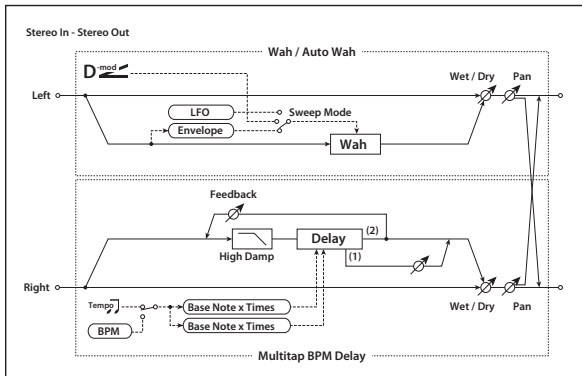 Stereo In - Stereo Out
Wah / Auto Wah
D-mod
Wet / Dry
Pan
Left
LFO
Sweep Mode
Envelope
Wah
Feedback
High Damp
Delay
(2)
(1)
Right
Tempo
BPM
Base Note x Times
Base Note x Times
Wet / Dry
Pan
Multitap BPM Delay